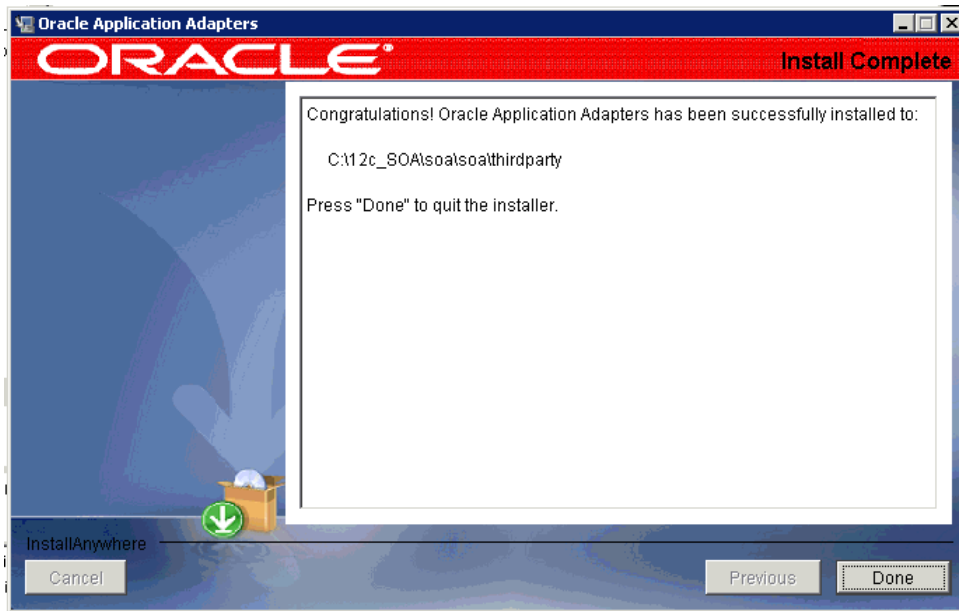 Oracle Application Adapters
ORACLE®
Install Complete
Congratulations! Oracle Application Adapters has been successfully installed to:
C:\12c_SOA\soa\soa\thirdparty
Press "Done" to quit the installer.
InstallAnywhere
Cancel
Previous
Done